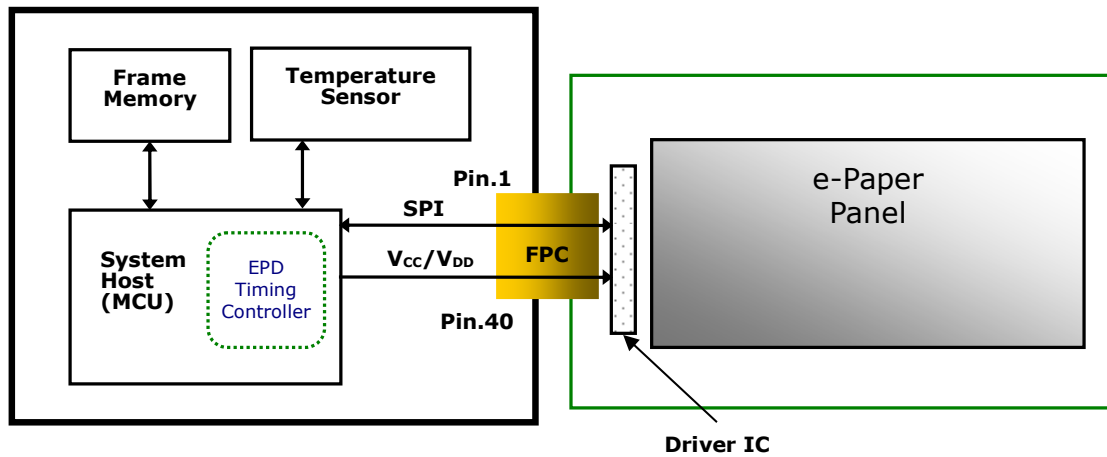 Frame
Memory
Temperature
Sensor
Pin.1
SPI
VCC/VDD
FPC
Pin.40
System
Host
(MCU)
EPD
Timing
Controller
e-Paper
Panel
Driver IC